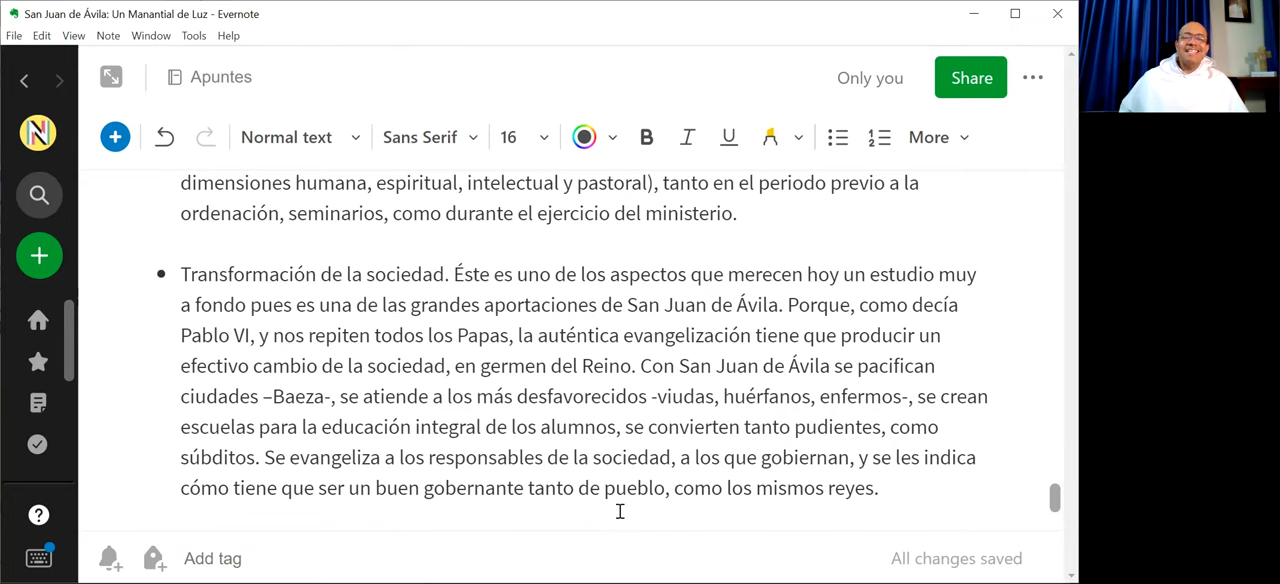 San Juan de Ávila: Un Manantial de Luz - Evernote
File Edit View Note Window Tools Help
Apuntes
Only you
Share
Normal text
Sans Serif
16
B I U
More
dimensiones humana, espiritual, intelectual y pastoral), tanto en el periodo previo a la
ordenación, seminarios, como durante el ejercicio del ministerio.
• Transformación de la sociedad. Éste es uno de los aspectos que merecen hoy un estudio muy
a fondo pues es una de las grandes aportaciones de San Juan de Ávila. Porque, como decía
Pablo VI, y nos repiten todos los Papas, la auténtica evangelización tiene que producir un
efectivo cambio de la sociedad, en germen del Reino. Con San Juan de Ávila se pacifican
ciudades –Baeza-, se atiende a los más desfavorecidos -viudas, huérfanos, enfermos-, se crean
escuelas para la educación integral de los alumnos, se convierten tanto pudientes, como
súbditos. Se evangeliza a los responsables de la sociedad, a los que gobiernan, y se les indica
cómo tiene que ser un buen gobernante tanto de pueblo, como los mismos reyes.
Add tag
All changes saved